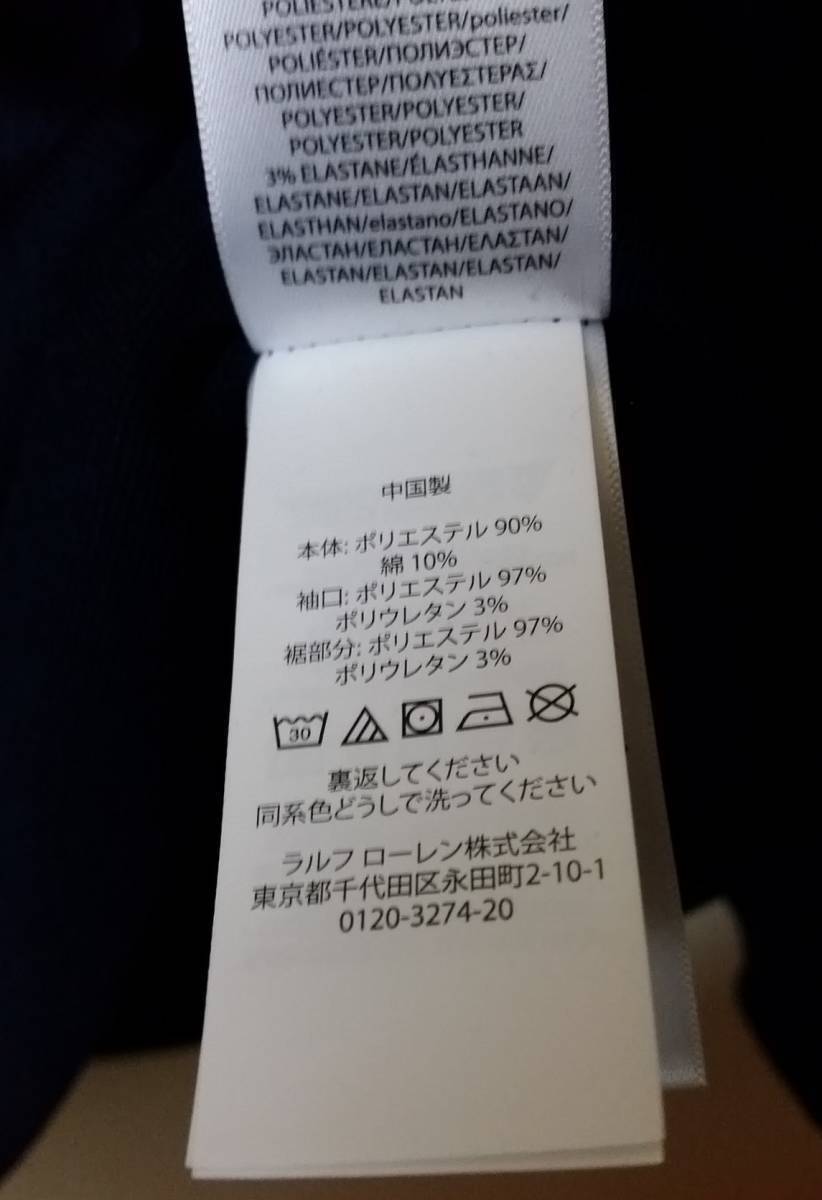 POLYESTER/POLYESTER/poliester/
POLIÉSTER/ПОЛИЭСТЕР/
ПОЛИЕСТЕР/ΠΟΛΥΕΣΤΕΡΑΣ/
POLYESTER/POLYESTER/
POLYESTER/POLYESTER
3% ELASTANE/ÉLASTHANNE/
ELASTANE/ELASTAN/ELASTAAN/
ELASTHAN/elastano/ELASTANO/
ЭЛАСТАН/ЕЛАСТАН/ΕΛΑΣΤΑΝ/
ELASTAN/ELASTAN/ELASTAN/
ELASTAN
中国製
本体: ポリエステル 90%
綿 10%
袖口: ポリエステル 97%
ポリウレタン 3%
裾部分: ポリエステル 97%
ポリウレタン 3%
30
裏返してください
同系色どうしで洗ってください
ラルフ ローレン株式会社
東京都千代田区永田町2-10-1
0120-3274-20